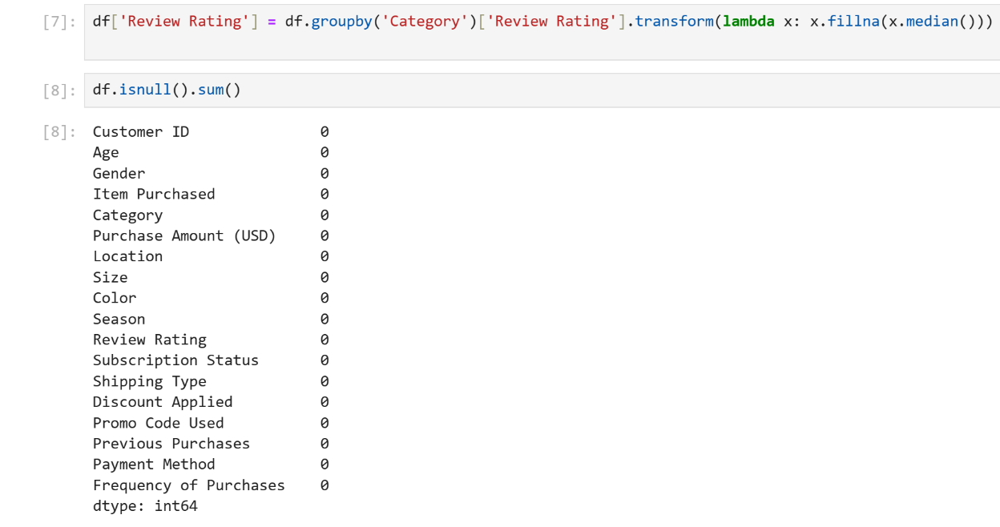 [7]: df['Review Rating'] = df.groupby('Category')['Review Rating'].transform(lambda x: x.fillna(x.median()))
[8]: df.isnull().sum()
[8]: Customer ID 0
Age 0
Gender 0
Item Purchased 0
Category 0
Purchase Amount (USD) 0
Location 0
Size 0
Color 0
Season 0
Review Rating 0
Subscription Status 0
Shipping Type 0
Discount Applied 0
Promo Code Used 0
Previous Purchases 0
Payment Method 0
Frequency of Purchases 0
dtype: int64